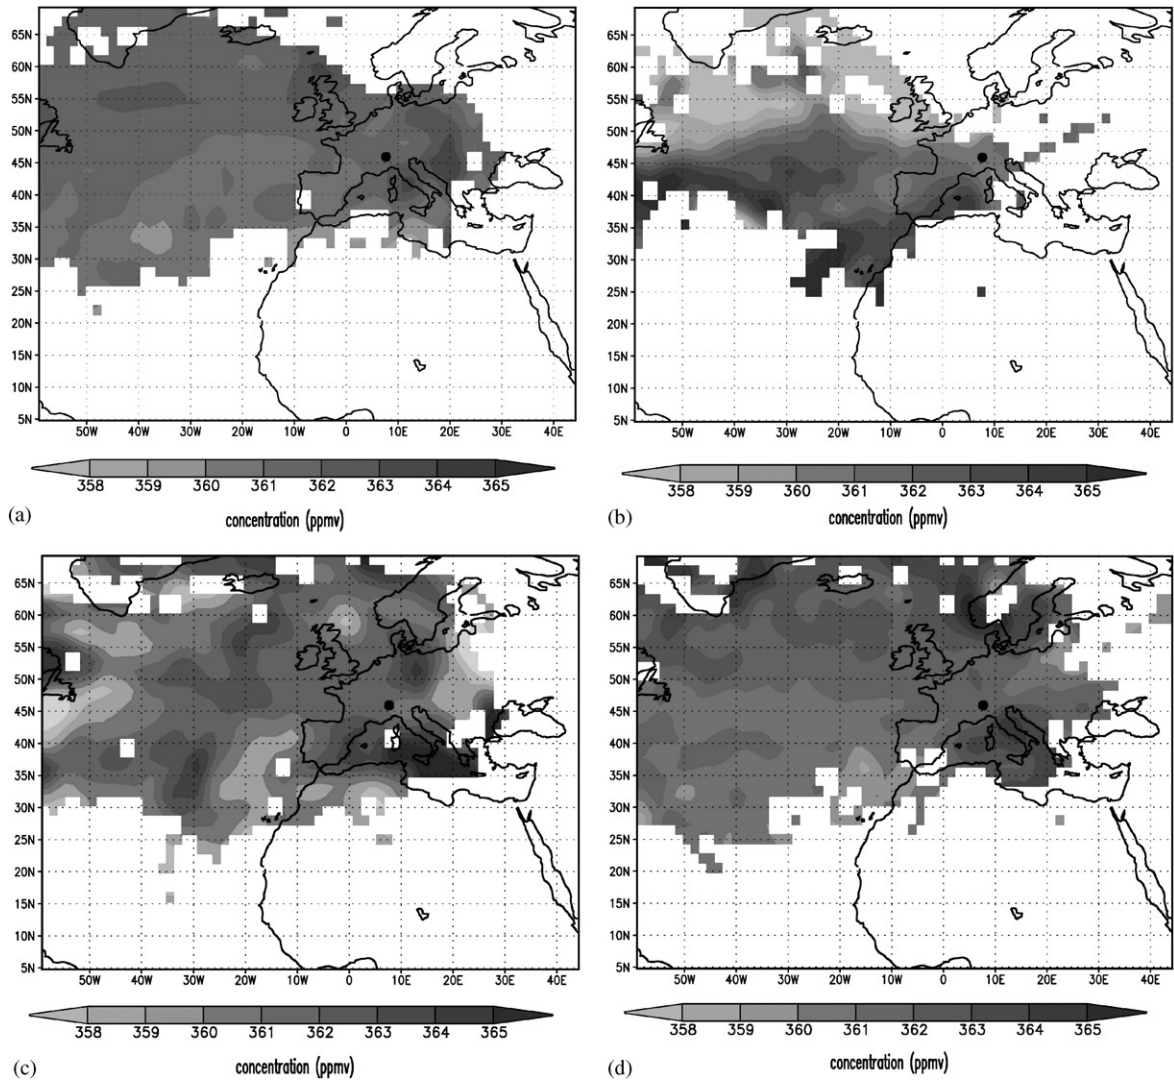 65N
60N
55N
50N
45N
40N
35N
30N
25N
20N
15N
10N
5N
50W 40W 30W 20W 10W 0 10E 20E 30E 40E
358 359 360 361 362 363 364 365
(a)
concentration (ppmv)
65N
60N
55N
50N
45N
40N
35N
30N
25N
20N
15N
10N
5N
50W 40W 30W 20W 10W 0 10E 20E 30E 40E
358 359 360 361 362 363 364 365
(b)
concentration (ppmv)
65N
60N
55N
50N
45N
40N
35N
30N
25N
20N
15N
10N
5N
50W 40W 30W 20W 10W 0 10E 20E 30E 40E
358 359 360 361 362 363 364 365
(c)
concentration (ppmv)
65N
60N
55N
50N
45N
40N
35N
30N
25N
20N
15N
10N
5N
50W 40W 30W 20W 10W 0 10E 20E 30E 40E
358 359 360 361 362 363 364 365
(d)
concentration (ppmv)